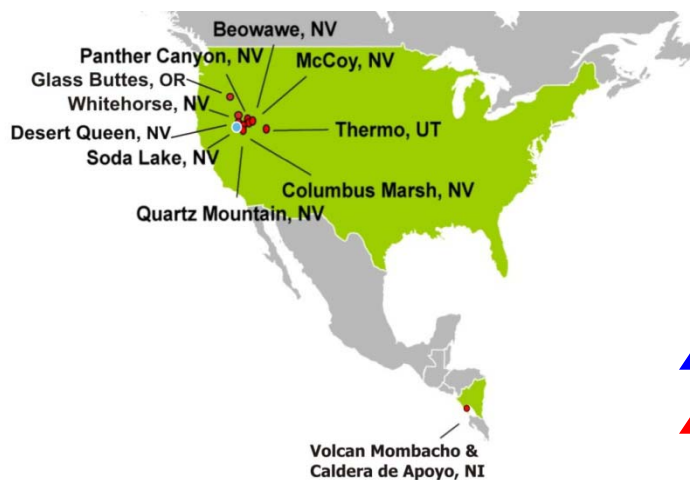 Beowawe, NV
Panther Canyon, NV
McCoy, NV
Glass Buttes, OR
Whitehorse, NV
Desert Queen, NV
Thermo, UT
Soda Lake, NV
Columbus Marsh, NV
Quartz Mountain, NV
Volcan Mombacho &
Caldera de Apoyo, NI